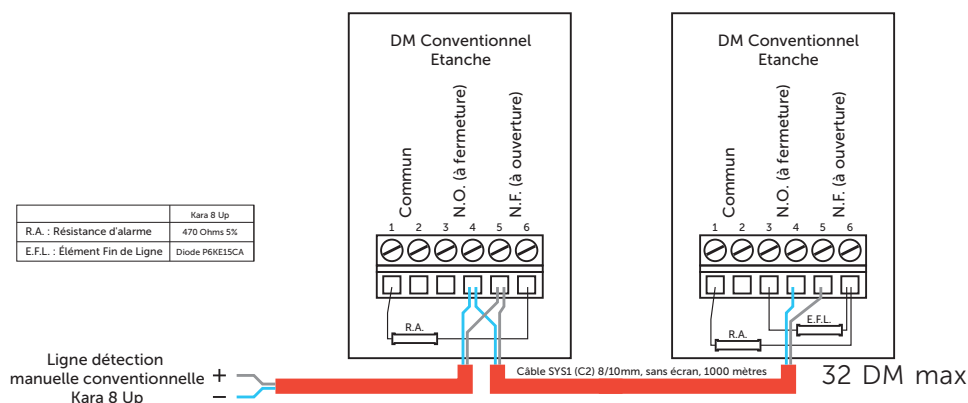 DM Conventionnel
Etanche
Commun
N.O. (à fermeture)
N.F. (à ouverture)
1 2 3 4 5 6
R.A.
DM Conventionnel
Etanche
Commun
N.O. (à fermeture)
N.F. (à ouverture)
1 2 3 4 5 6
E.F.L.
R.A.
Kara 8 Up
R.A. : Résistance d'alarme 470 Ohms 5%
E.F.L. : Élément Fin de Ligne Diode P6KE15CA
Ligne détection
manuelle conventionnelle
Kara 8 Up
+
−
Câble SYS1 (C2) 8/10mm, sans écran, 1000 mètres
32 DM max